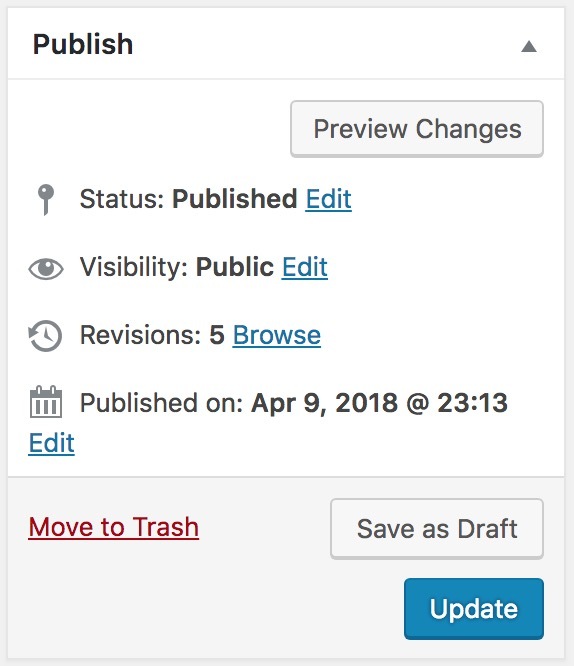 Publish
Preview Changes
Status: Published Edit
Visibility: Public Edit
Revisions: 5 Browse
Published on: Apr 9, 2018 @ 23:13
Edit
Move to Trash
Save as Draft
Update